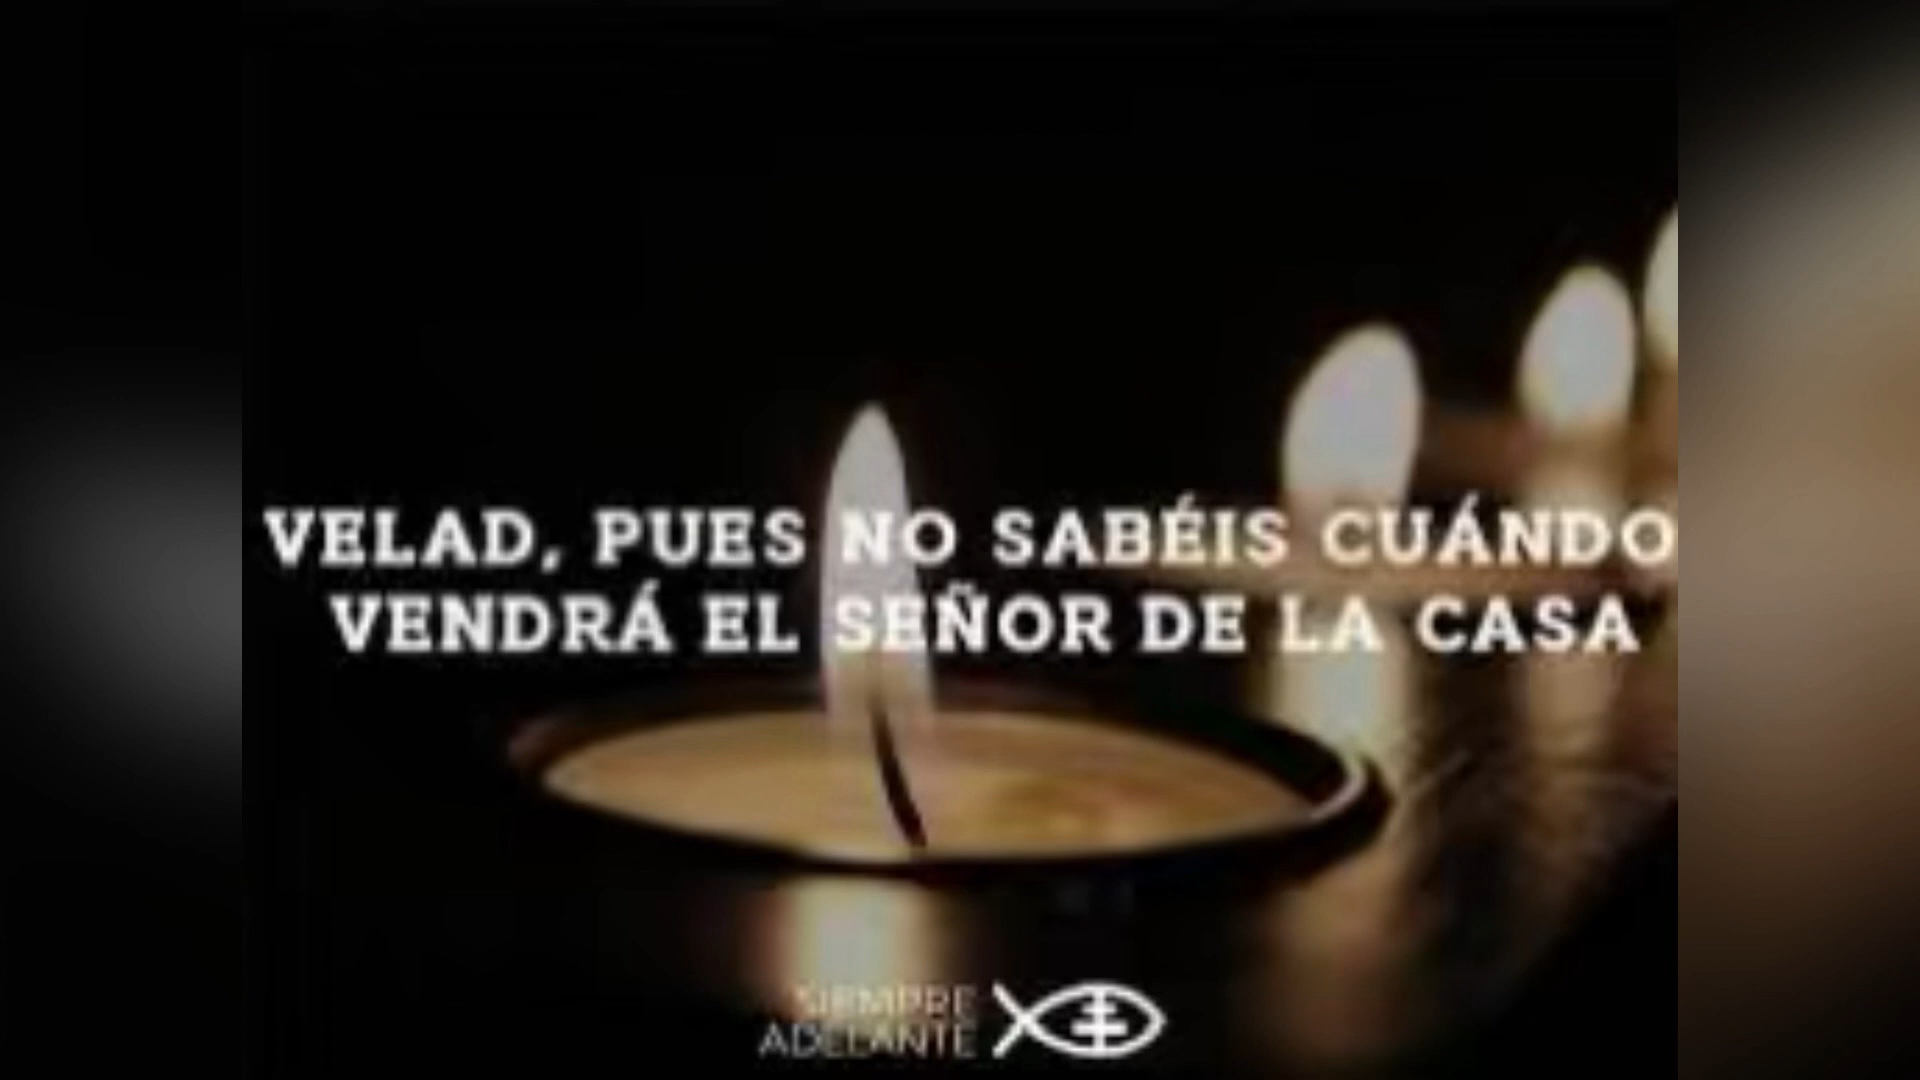 VELAD, PUES NO SABÉIS CUÁNDO
VENDRÁ EL SEÑOR DE LA CASA
SIEMPRE
ADELANTE